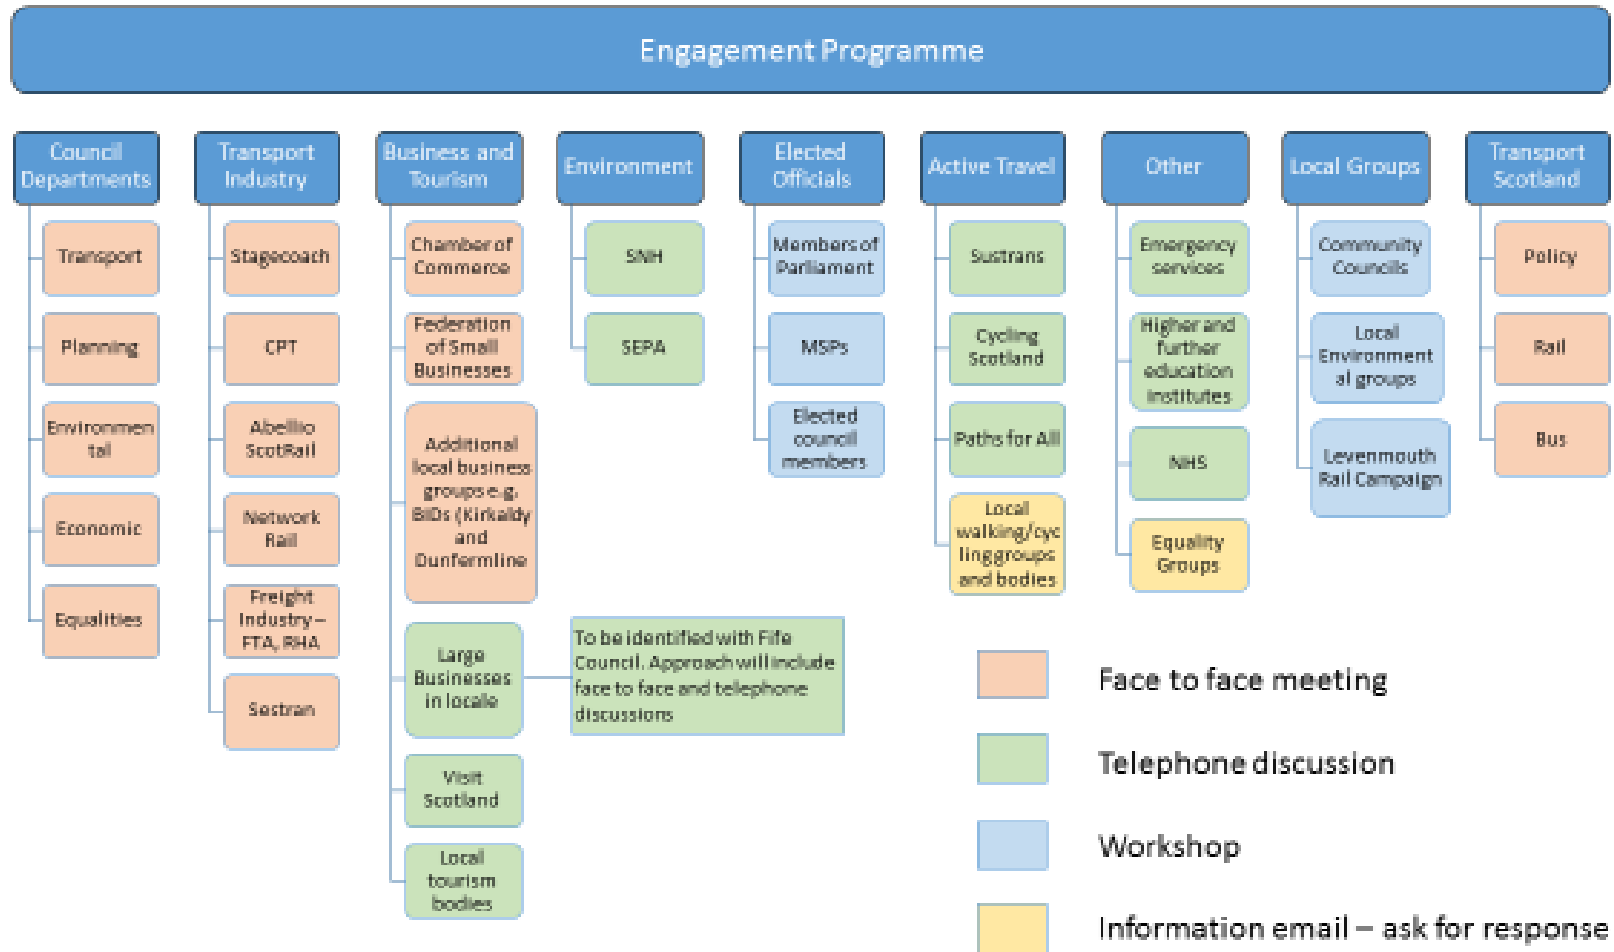 Engagement Programme
Council
Departments
Transport
Planning
Environmen
tal
Economic
Equalities
Transport
Industry
Stagecoach
CPT
Abellio
ScotRail
Network
Rail
Freight
Industry –
FTA, RHA
Sestran
Business and
Tourism
Chamber of
Commerce
Federation
of Small
Businesses
Additional
local business
groups e.g.
BIDs (Kirkaldy
and
Dunfermline
Large
Businesses
in locale
To be identified with Fife
Council. Approach will include
face to face and telephone
discussions
Visit
Scotland
Local
tourism
bodies
Environment
SNH
SEPA
Elected
Officials
Members of
Parliament
MSPs
Elected
council
members
Active Travel
Sustrans
Cycling
Scotland
Paths for All
Local
walking/cyc
ling groups
and bodies
Other
Emergency
services
Higher and
further
education
institutes
NHS
Equality
Groups
Local Groups
Community
Councils
Local
Environment
al groups
Levenmouth
Rail Campaign
Transport
Scotland
Policy
Rail
Bus
Face to face meeting
Telephone discussion
Workshop
Information email – ask for response